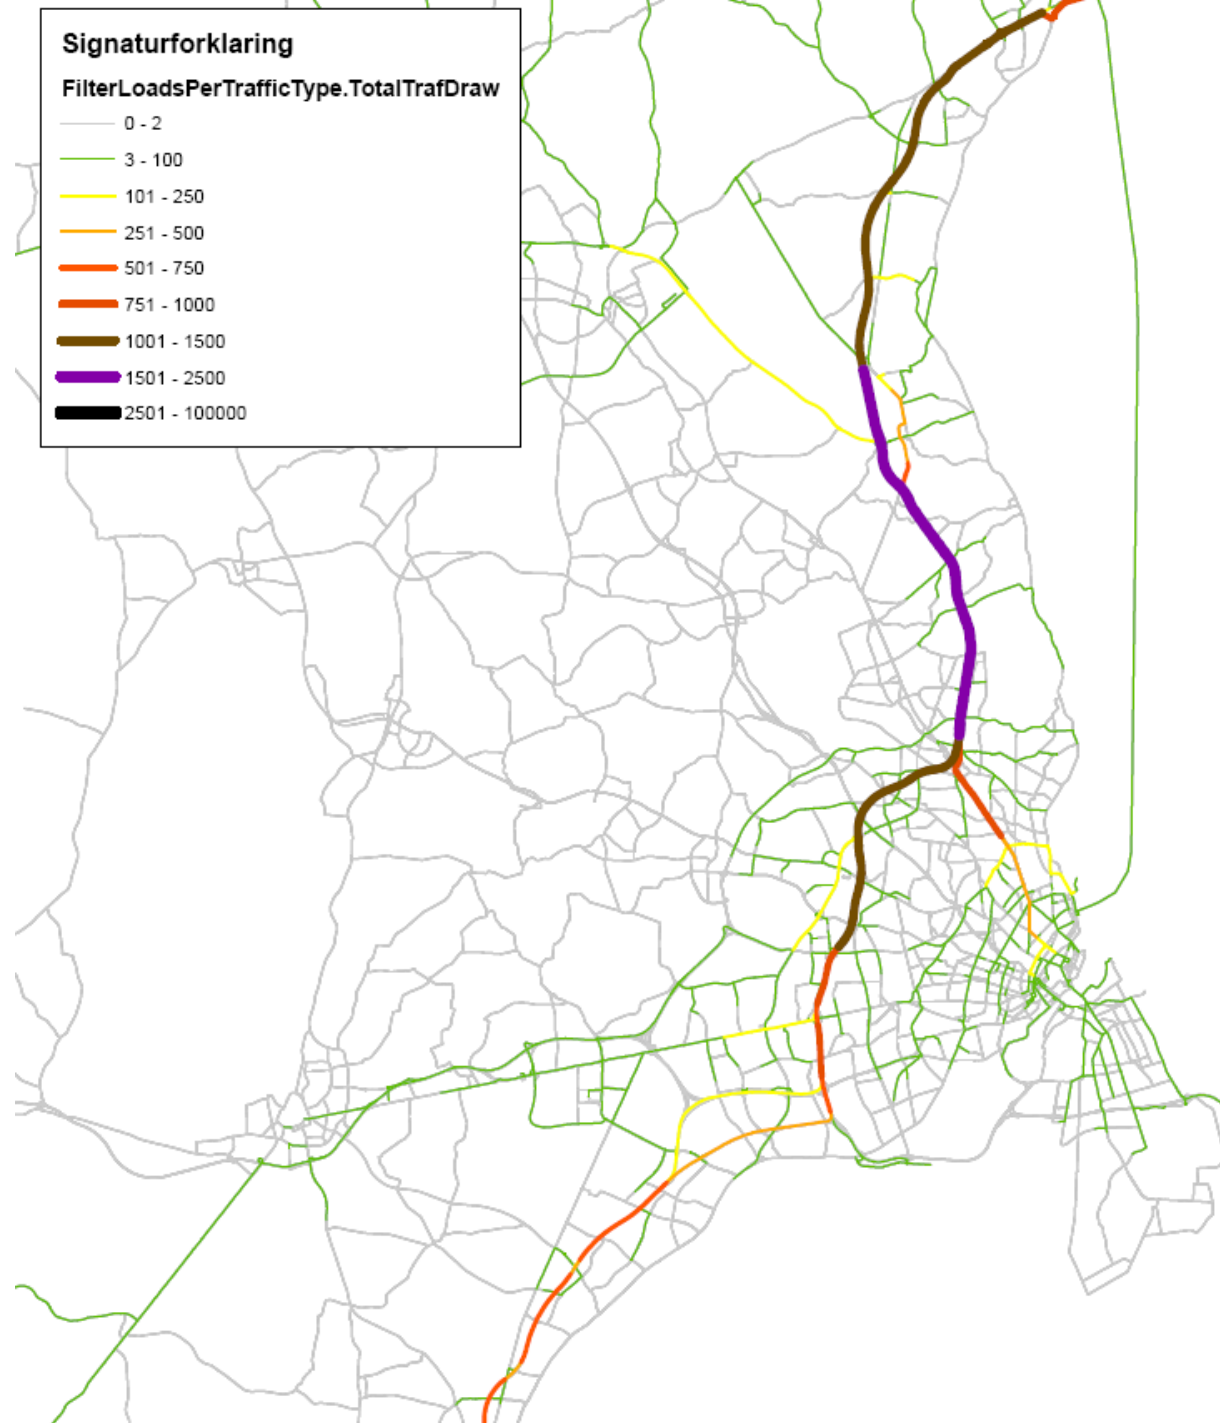 Signaturforklaring
FilterLoadsPerTrafficType.TotalTrafDraw
0 - 2
3 - 100
101 - 250
251 - 500
501 - 750
751 - 1000
1001 - 1500
1501 - 2500
2501 - 100000